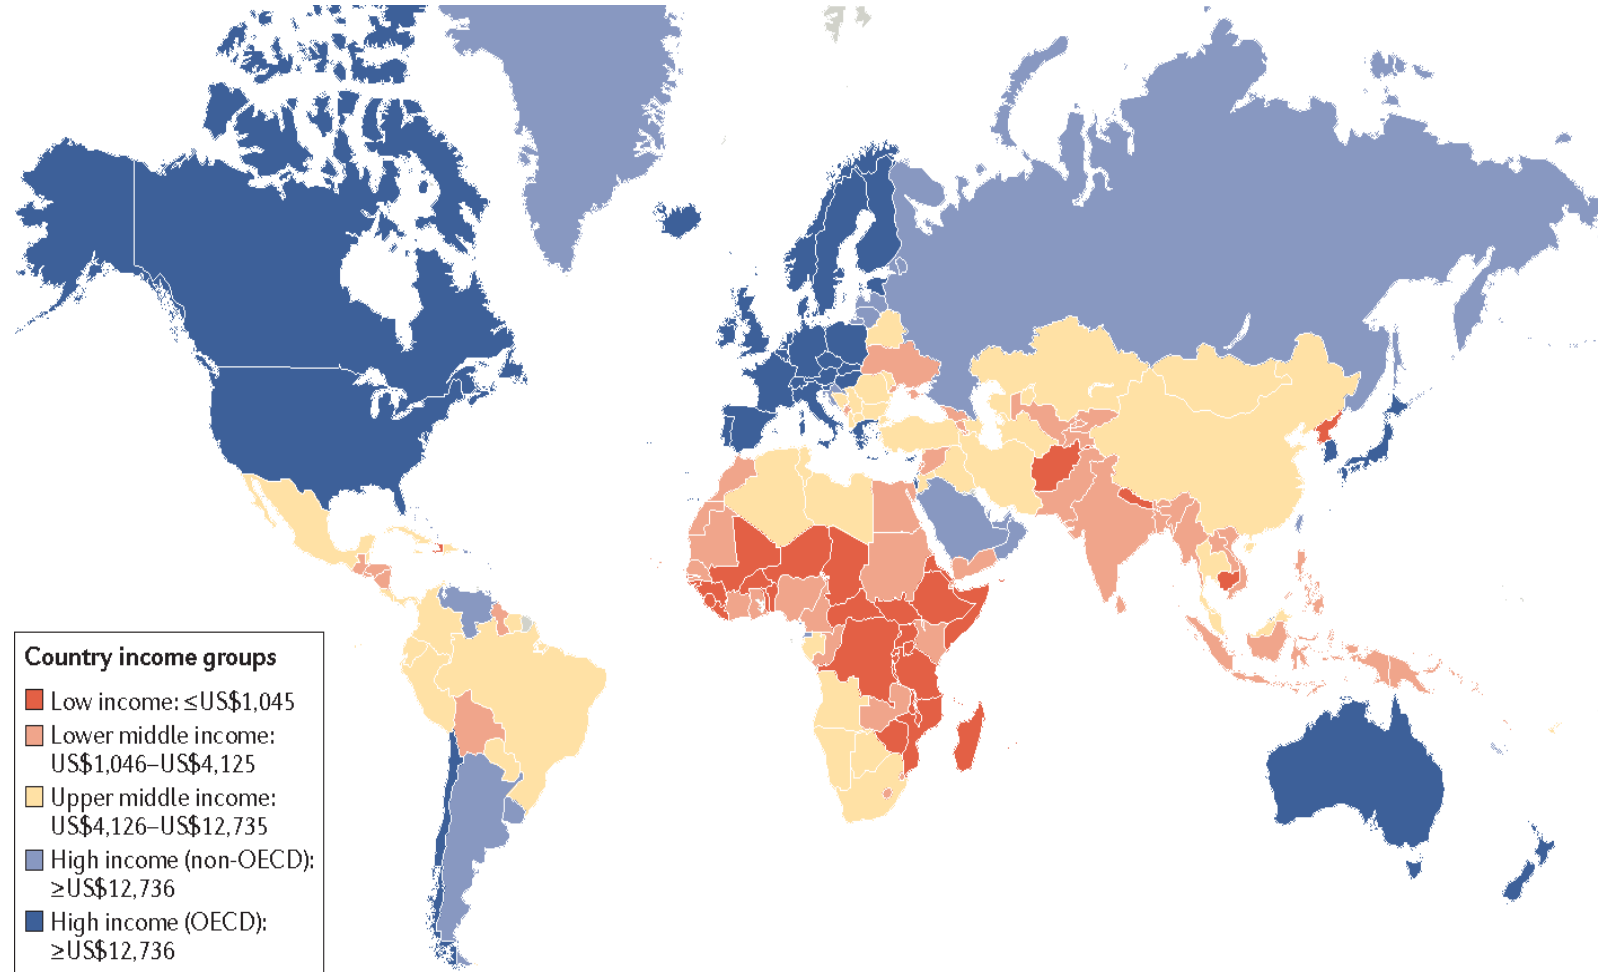 Country income groups
Low income: ≤US$1,045
Lower middle income:
US$1,046–US$4,125
Upper middle income:
US$4,126–US$12,735
High income (non-OECD):
≥US$12,736
High income (OECD):
≥US$12,736